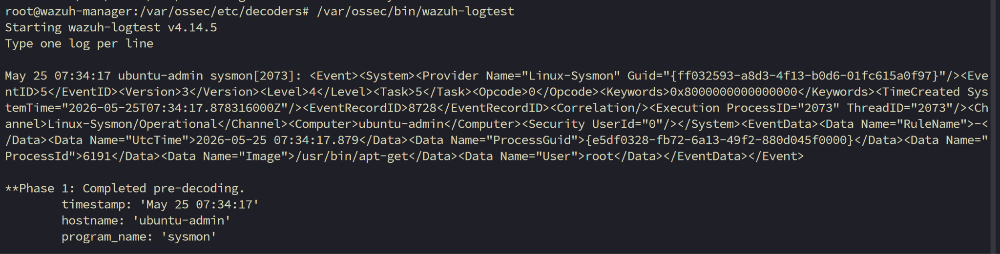 root@wazuh-manager:/var/ossec/etc/decoders# /var/ossec/bin/wazuh-logtest
Starting wazuh-logtest v4.14.5
Type one log per line
May 25 07:34:17 ubuntu-admin sysmon[2073]: <Event><System><Provider Name="Linux-Sysmon" Guid="{ff032593-a8d3-4f13-b0d6-01fc615a0f97}"/><Eve
ntID>5</EventID><Version>3</Version><Level>4</Level><Task>5</Task><Opcode>0</Opcode><Keywords>0x8000000000000000</Keywords><TimeCreated Sys
temTime="2026-05-25T07:34:17.878316000Z"/><EventRecordID>8728</EventRecordID><Correlation/><Execution ProcessID="2073" ThreadID="2073"/><Ch
annel>Linux-Sysmon/Operational</Channel><Computer>ubuntu-admin</Computer><Security UserId="0"/></System><EventData><Data Name="RuleName">-<
/Data><Data Name="UtcTime">2026-05-25 07:34:17.879</Data><Data Name="ProcessGuid">{e5df0328-fb72-6a13-49f2-880d045f0000}</Data><Data Name="
ProcessId">6191</Data><Data Name="Image">/usr/bin/apt-get</Data><Data Name="User">root</Data></EventData></Event>
**Phase 1: Completed pre-decoding.
timestamp: 'May 25 07:34:17'
hostname: 'ubuntu-admin'
program_name: 'sysmon'